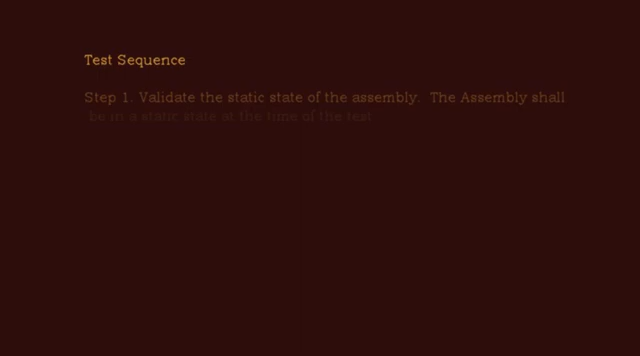 Test Sequence
Step 1. Validate the static state of the assembly. The Assembly shall
be in a static state at the time of the test